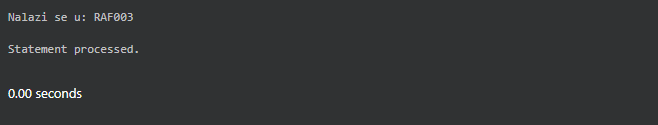 Nalazi se u: RAF003
Statement processed.
0.00 seconds